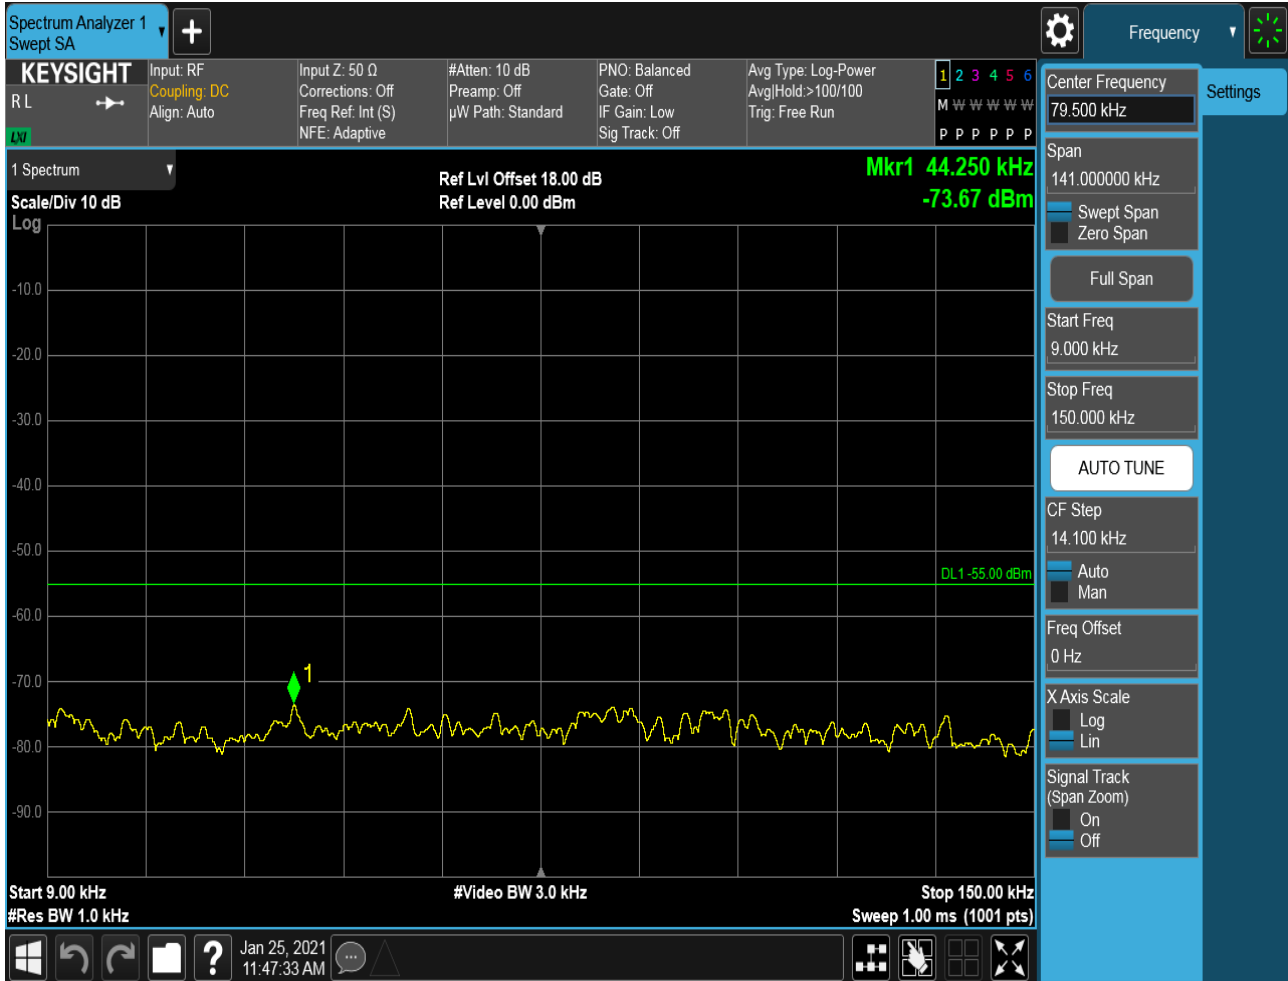 Spectrum Analyzer 1
Swept SA
Frequency
KEYSIGHT
R L
LXI
Input: RF
Coupling: DC
Align: Auto
Input Z: 50 Ω
Corrections: Off
Freq Ref: Int (S)
NFE: Adaptive
#Atten: 10 dB
Preamp: Off
µW Path: Standard
PNO: Balanced
Gate: Off
IF Gain: Low
Sig Track: Off
Avg Type: Log-Power
Avg|Hold:>100/100
Trig: Free Run
1 2 3 4 5 6
M W W W W W
P P P P P P
1 Spectrum
Scale/Div 10 dB
Log
Ref Lvl Offset 18.00 dB
Ref Level 0.00 dBm
Mkr1 44.250 kHz
-73.67 dBm
-10.0
-20.0
-30.0
-40.0
-50.0
DL1 -55.00 dBm
-60.0
1
-70.0
-80.0
-90.0
Start 9.00 kHz
#Video BW 3.0 kHz
Stop 150.00 kHz
#Res BW 1.0 kHz
Sweep 1.00 ms (1001 pts)
Jan 25, 2021
11:47:33 AM
Center Frequency
79.500 kHz
Settings
Span
141.000000 kHz
Swept Span
Zero Span
Full Span
Start Freq
9.000 kHz
Stop Freq
150.000 kHz
AUTO TUNE
CF Step
14.100 kHz
Auto
Man
Freq Offset
0 Hz
X Axis Scale
Log
Lin
Signal Track
(Span Zoom)
On
Off